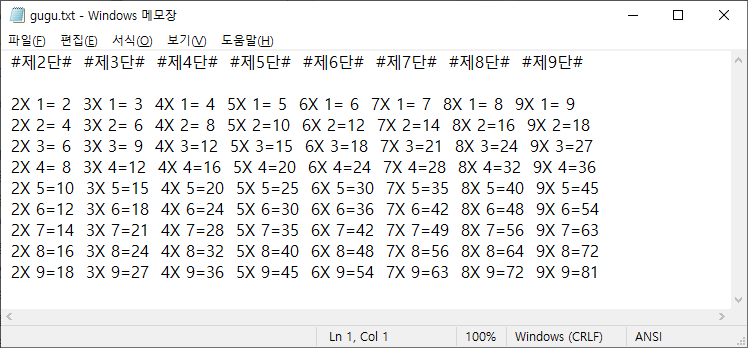 gugu.txt - Windows 메모장
파일(F) 편집(E) 서식(O) 보기(V) 도움말(H)
#제2단# #제3단# #제4단# #제5단# #제6단# #제7단# #제8단# #제9단#
2X 1= 2 3X 1= 3 4X 1= 4 5X 1= 5 6X 1= 6 7X 1= 7 8X 1= 8 9X 1= 9
2X 2= 4 3X 2= 6 4X 2= 8 5X 2=10 6X 2=12 7X 2=14 8X 2=16 9X 2=18
2X 3= 6 3X 3= 9 4X 3=12 5X 3=15 6X 3=18 7X 3=21 8X 3=24 9X 3=27
2X 4= 8 3X 4=12 4X 4=16 5X 4=20 6X 4=24 7X 4=28 8X 4=32 9X 4=36
2X 5=10 3X 5=15 4X 5=20 5X 5=25 6X 5=30 7X 5=35 8X 5=40 9X 5=45
2X 6=12 3X 6=18 4X 6=24 5X 6=30 6X 6=36 7X 6=42 8X 6=48 9X 6=54
2X 7=14 3X 7=21 4X 7=28 5X 7=35 6X 7=42 7X 7=49 8X 7=56 9X 7=63
2X 8=16 3X 8=24 4X 8=32 5X 8=40 6X 8=48 7X 8=56 8X 8=64 9X 8=72
2X 9=18 3X 9=27 4X 9=36 5X 9=45 6X 9=54 7X 9=63 8X 9=72 9X 9=81
Ln 1, Col 1 100% Windows (CRLF) ANSI